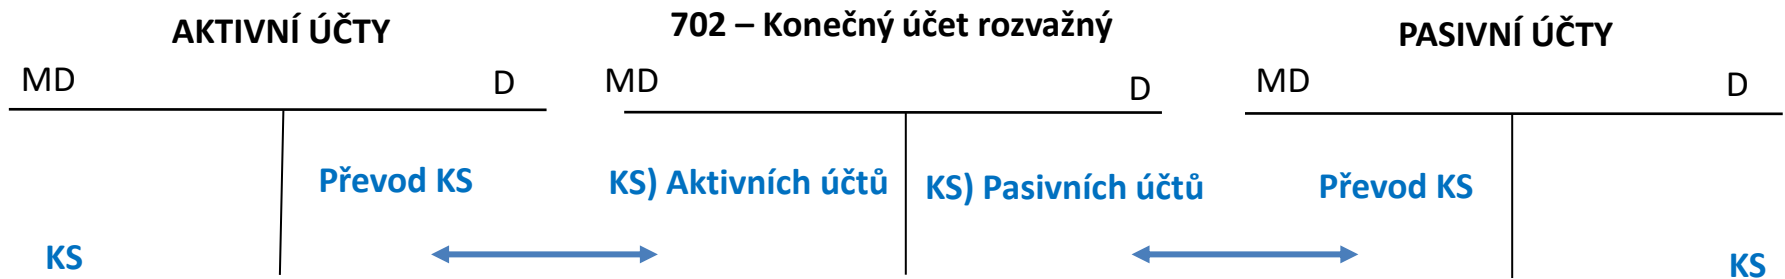 AKTIVNÍ ÚČTY
702 – Konečný účet rozvažný
PASIVNÍ ÚČTY
MD D
MD D
MD D
Převod KS
KS) Aktivních účtů
KS) Pasivních účtů
Převod KS
KS
KS